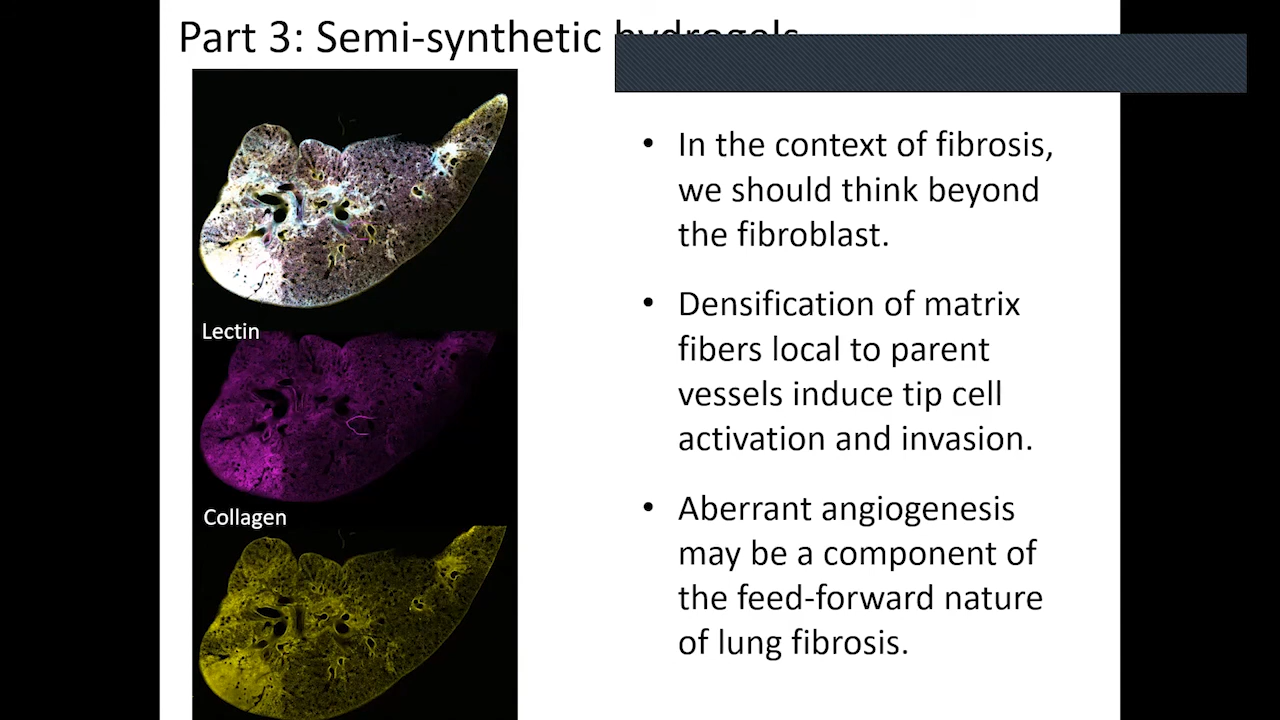 Part 3: Semi-synthetic hydrogels
Lectin
Collagen
In the context of fibrosis,
we should think beyond
the fibroblast.
Densification of matrix
fibers local to parent
vessels induce tip cell
activation and invasion.
Aberrant angiogenesis
may be a component of
the feed-forward nature
of lung fibrosis.